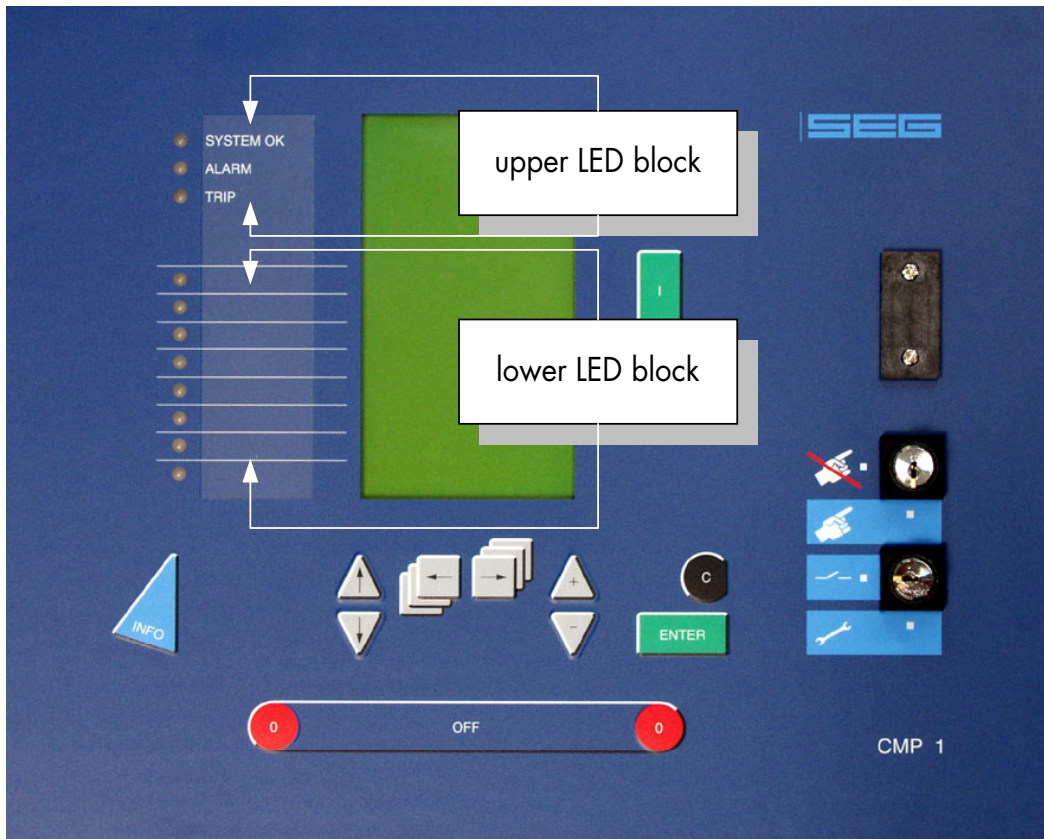 SEG
SYSTEM OK
ALARM
TRIP
upper LED block
I
lower LED block
INFO
+
-
C
ENTER
0 OFF 0
CMP 1